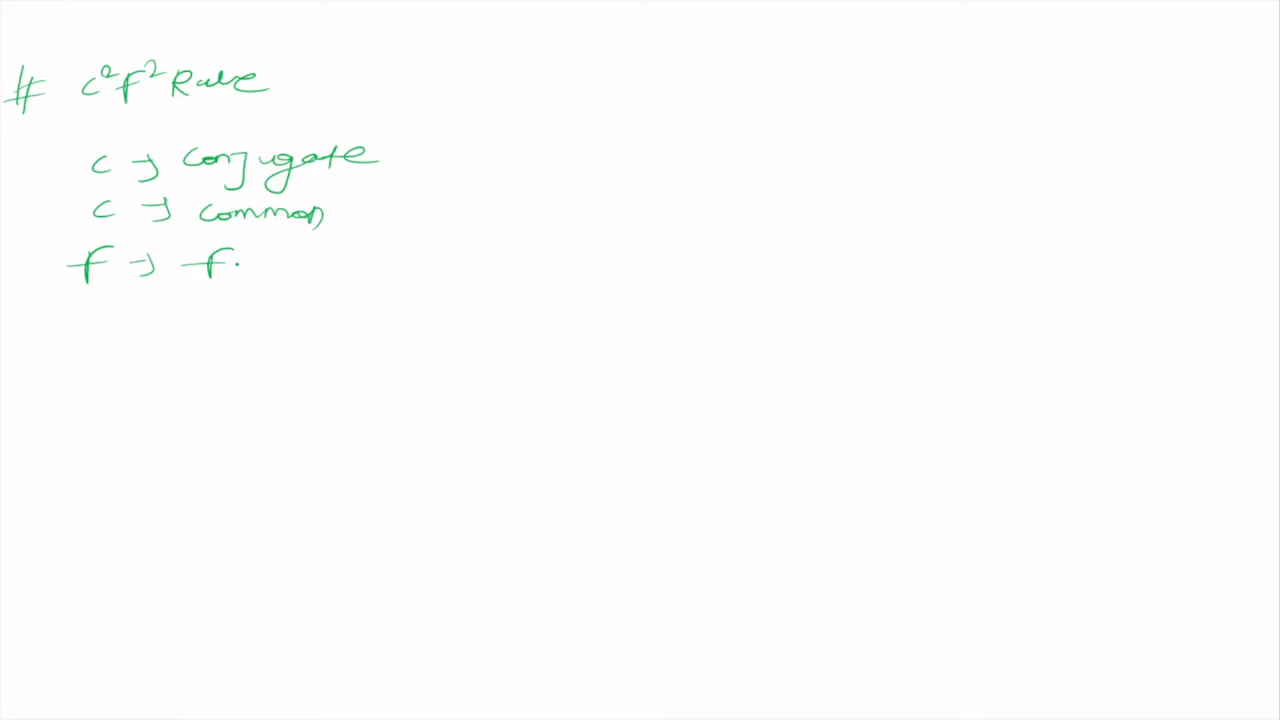 # C²F² Rule
C → Conjugate
C → Common
F → F